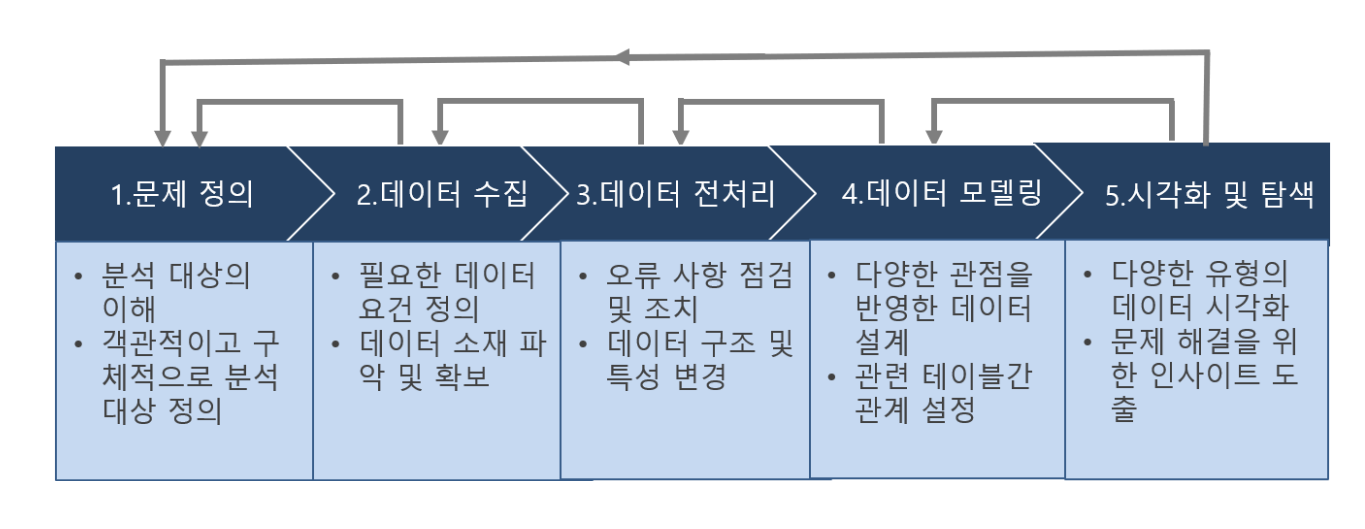 1.문제 정의
2.데이터 수집
3.데이터 전처리
4.데이터 모델링
5.시각화 및 탐색
• 분석 대상의
이해
• 객관적이고 구
체적으로 분석
대상 정의
• 필요한 데이터
요건 정의
• 데이터 소재 파
악 및 확보
• 오류 사항 점검
및 조치
• 데이터 구조 및
특성 변경
• 다양한 관점을
반영한 데이터
설계
• 관련 테이블간
관계 설정
• 다양한 유형의
데이터 시각화
• 문제 해결을 위
한 인사이트 도
출